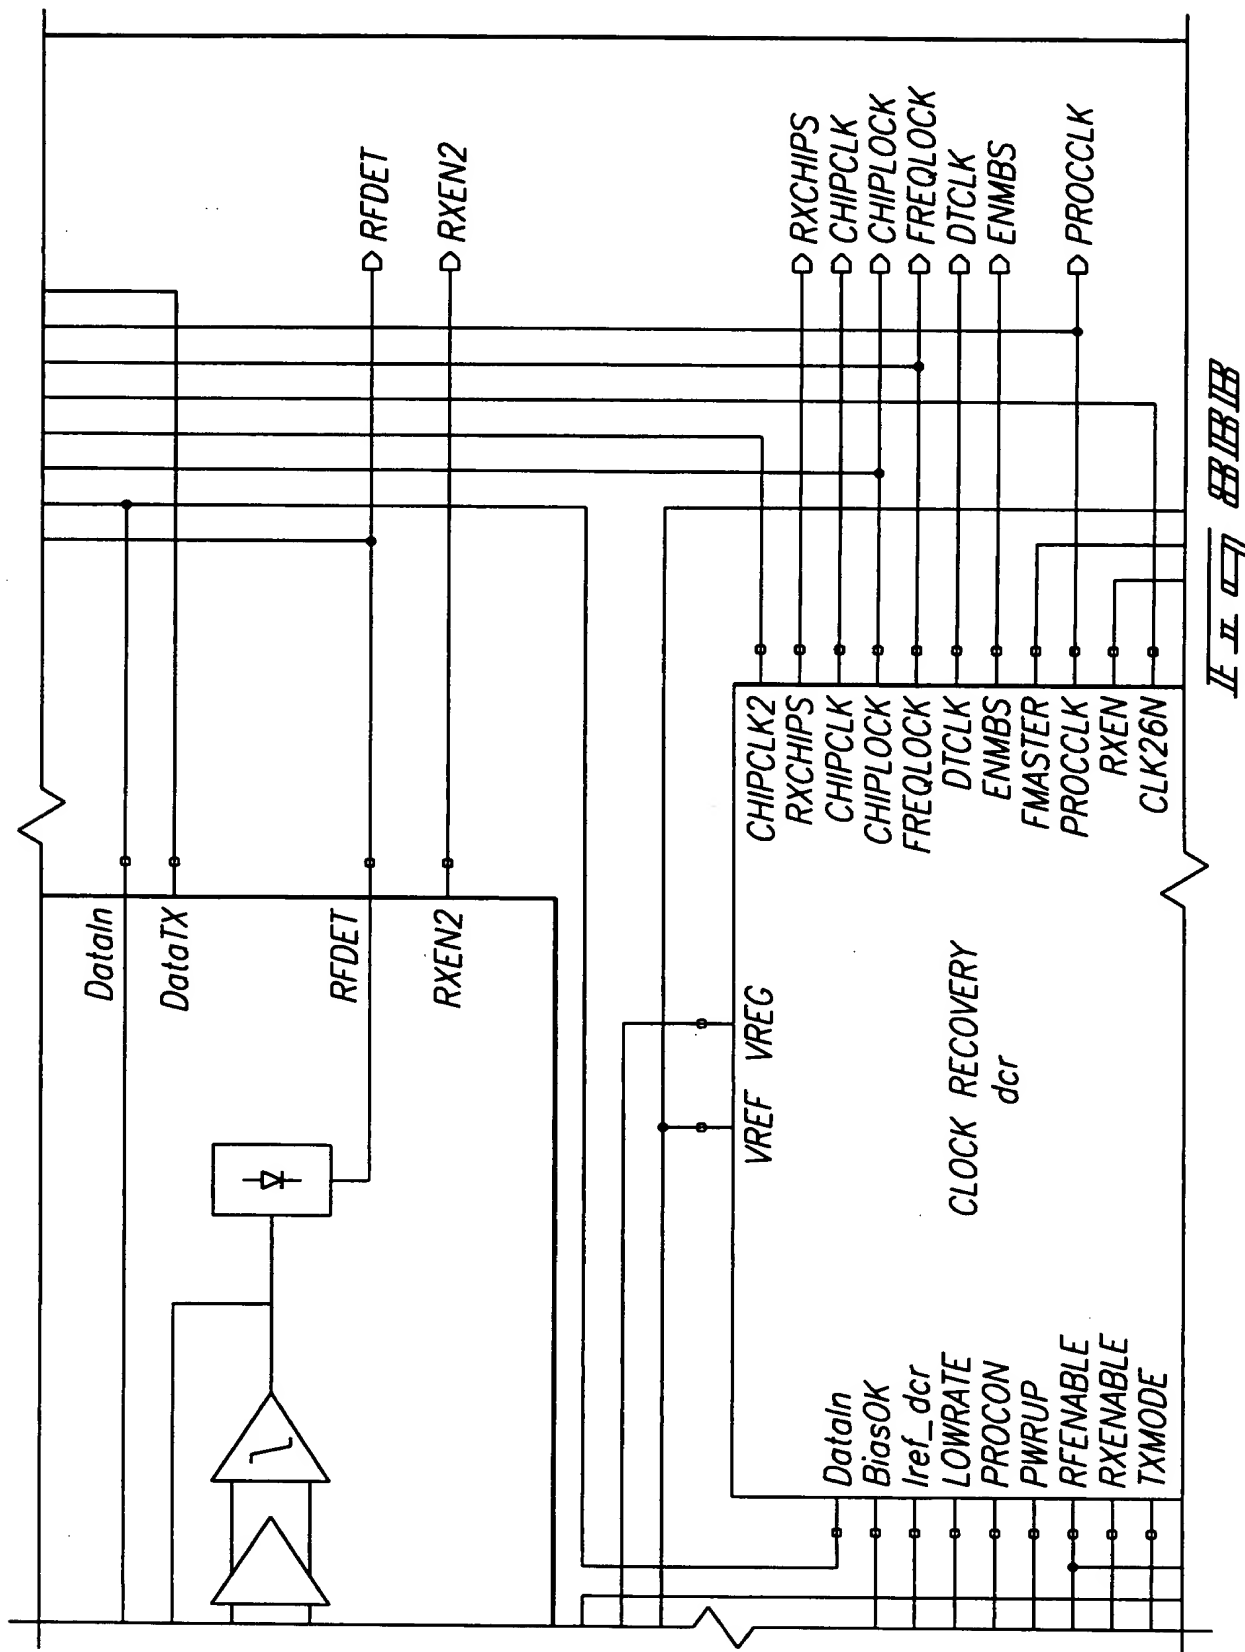 DataIn
DataTX
RFDET
RXEN2
RFDET
RXEN2
VREF
VREG
CLOCK RECOVERY
dcr
DataIn
BiasOK
Iref_dcr
LOWRATE
PROCON
PWRUP
RFENABLE
RXENABLE
TXMODE
CHIPCLK2
RXCHIPS
CHIPCLK
CHIPLOCK
FREQLOCK
DTCLK
ENMBS
FMASTER
PROCCLK
RXEN
CLK26N
RXCHIPS
CHIPCLK
CHIPLOCK
FREQLOCK
DTCLK
ENMBS
PROCCLK
FIG 8BB